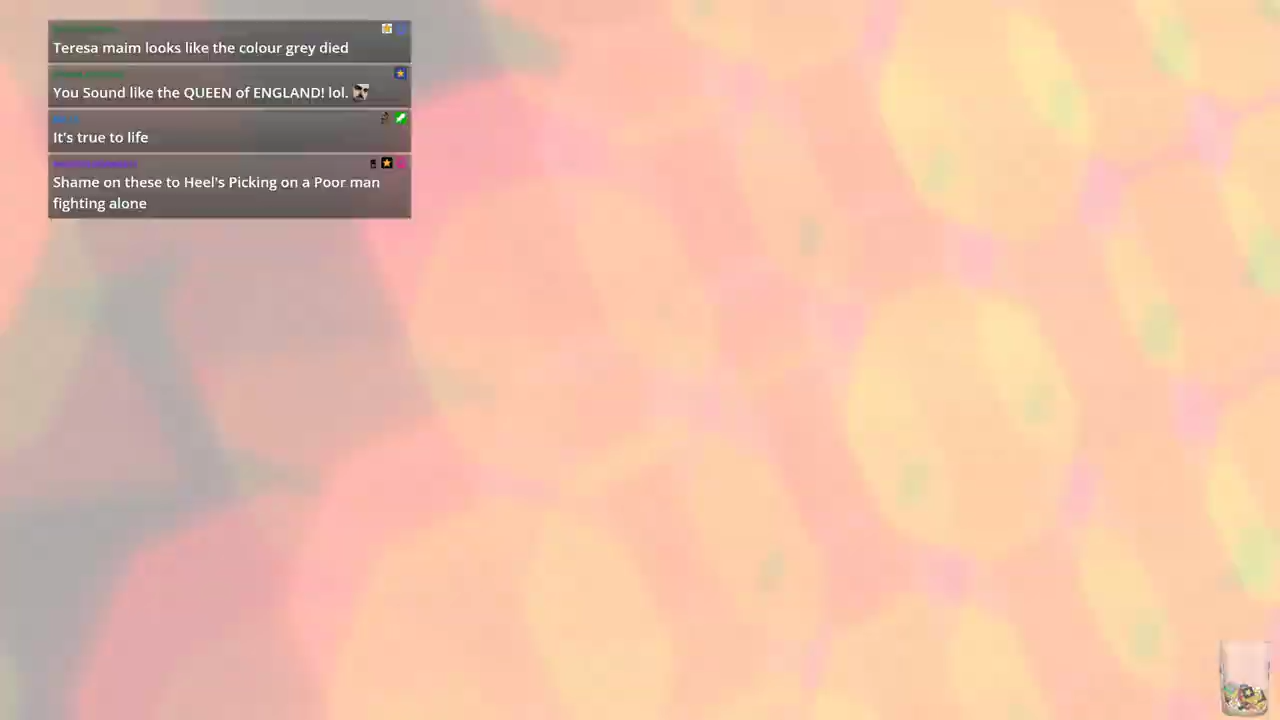 Teresa maim looks like the colour grey died
You Sound like the QUEEN of ENGLAND! lol.
It's true to life
Shame on these to Heel's Picking on a Poor man
fighting alone